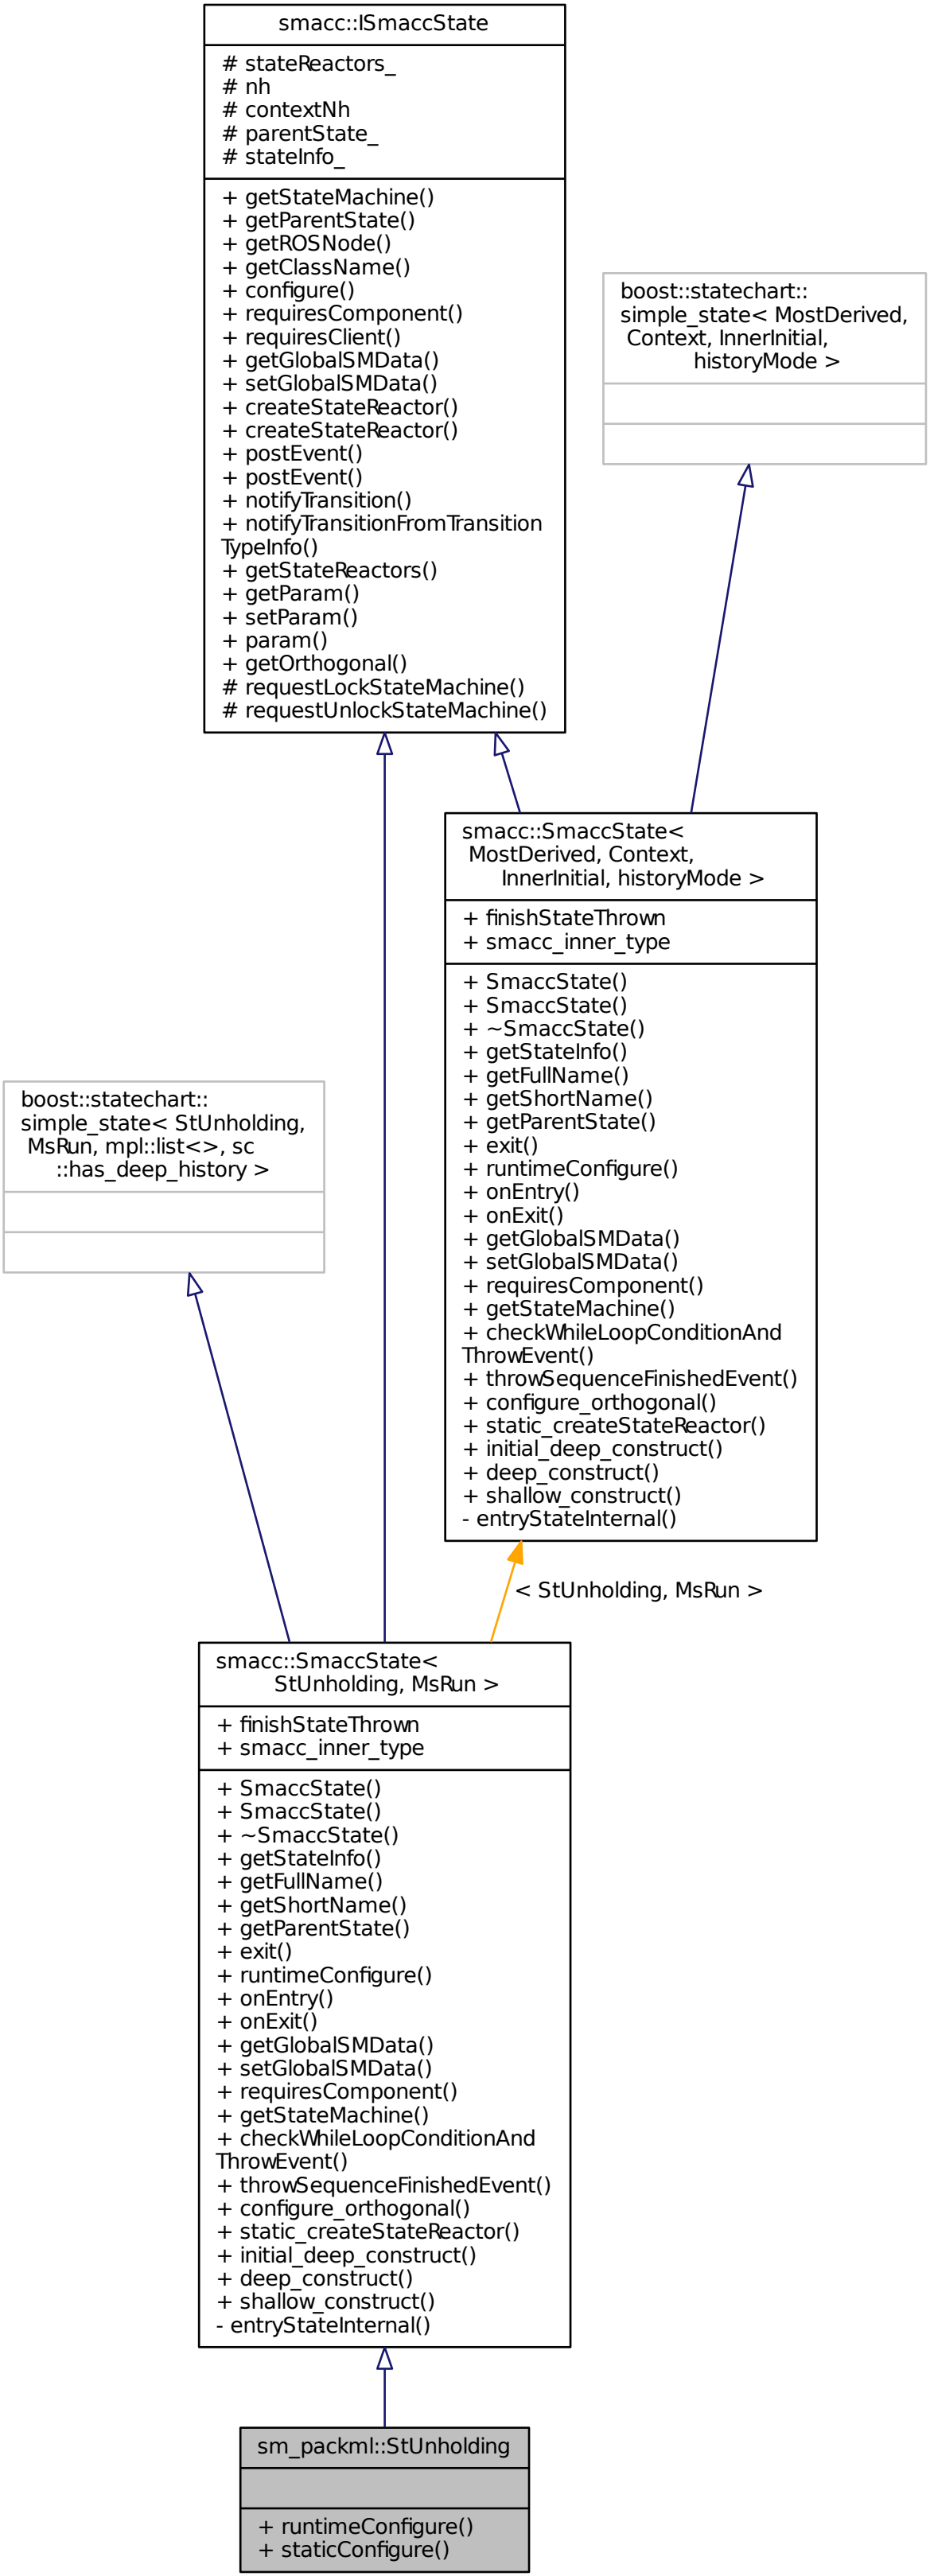 smacc::ISmaccState
# stateReactors_
# nh
# contextNh
# parentState_
# stateInfo_
+ getStateMachine()
+ getParentState()
+ getROSNode()
+ getClassName()
+ configure()
+ requiresComponent()
+ requiresClient()
+ getGlobalSMData()
+ setGlobalSMData()
+ createStateReactor()
+ createStateReactor()
+ postEvent()
+ postEvent()
+ notifyTransition()
+ notifyTransitionFromTransition
TypeInfo()
+ getStateReactors()
+ getParam()
+ setParam()
+ param()
+ getOrthogonal()
# requestLockStateMachine()
# requestUnlockStateMachine()
boost::statechart::
simple_state< MostDerived,
Context, InnerInitial,
historyMode >
smacc::SmaccState<
MostDerived, Context,
InnerInitial, historyMode >
+ finishStateThrown
+ smacc_inner_type
+ SmaccState()
+ SmaccState()
+ ~SmaccState()
+ getStateInfo()
+ getFullName()
+ getShortName()
+ getParentState()
+ exit()
+ runtimeConfigure()
+ onEntry()
+ onExit()
+ getGlobalSMData()
+ setGlobalSMData()
+ requiresComponent()
+ getStateMachine()
+ checkWhileLoopConditionAnd
ThrowEvent()
+ throwSequenceFinishedEvent()
+ configure_orthogonal()
+ static_createStateReactor()
+ initial_deep_construct()
+ deep_construct()
+ shallow_construct()
- entryStateInternal()
boost::statechart::
simple_state< StUnholding,
MsRun, mpl::list<>, sc
::has_deep_history >
< StUnholding, MsRun >
smacc::SmaccState<
StUnholding, MsRun >
+ finishStateThrown
+ smacc_inner_type
+ SmaccState()
+ SmaccState()
+ ~SmaccState()
+ getStateInfo()
+ getFullName()
+ getShortName()
+ getParentState()
+ exit()
+ runtimeConfigure()
+ onEntry()
+ onExit()
+ getGlobalSMData()
+ setGlobalSMData()
+ requiresComponent()
+ getStateMachine()
+ checkWhileLoopConditionAnd
ThrowEvent()
+ throwSequenceFinishedEvent()
+ configure_orthogonal()
+ static_createStateReactor()
+ initial_deep_construct()
+ deep_construct()
+ shallow_construct()
- entryStateInternal()
sm_packml::StUnholding
+ runtimeConfigure()
+ staticConfigure()